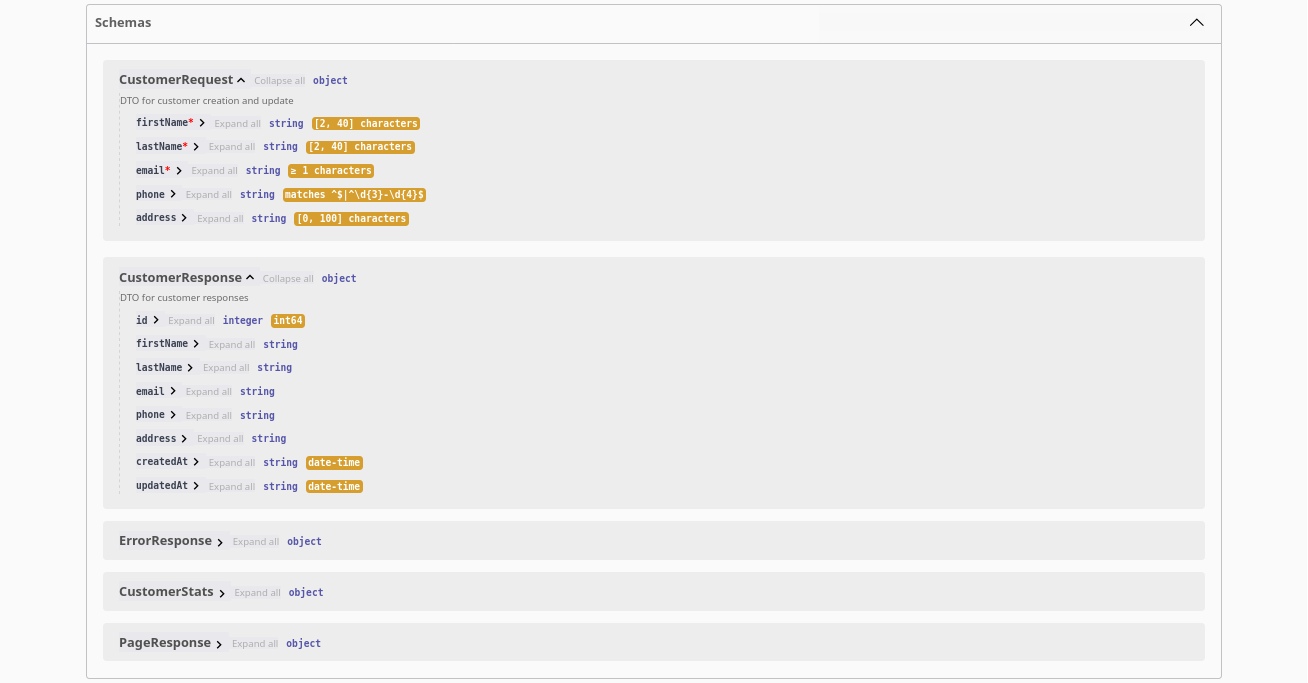 Schemas
CustomerRequest Collapse all object
DTO for customer creation and update
firstName* Expand all string [2, 40] characters
lastName* Expand all string [2, 40] characters
email* Expand all string ≥ 1 characters
phone Expand all string matches ^$|^\d{3}-\d{4}$
address Expand all string [0, 100] characters
CustomerResponse Collapse all object
DTO for customer responses
id Expand all integer int64
firstName Expand all string
lastName Expand all string
email Expand all string
phone Expand all string
address Expand all string
createdAt Expand all string date-time
updatedAt Expand all string date-time
ErrorResponse Expand all object
CustomerStats Expand all object
PageResponse Expand all object